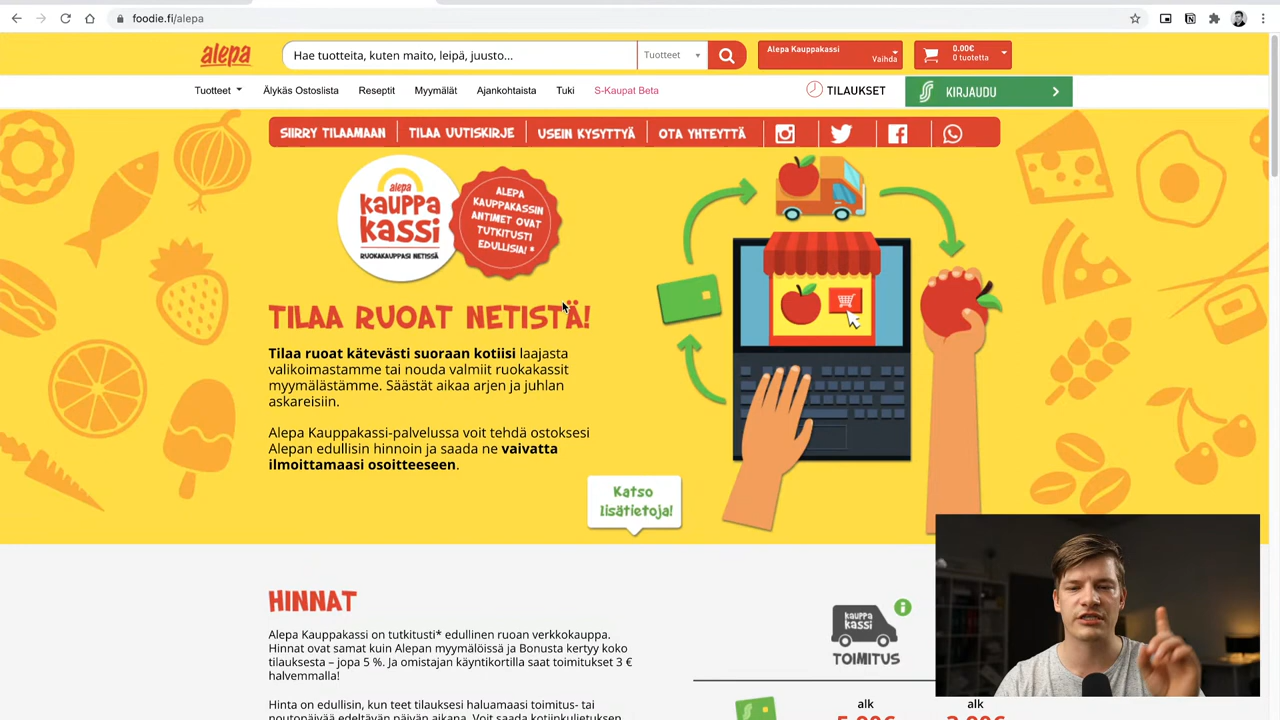 foodie.fi/alepa
alepa
Hae tuotteita, kuten maito, leipä, juusto...
Tuotteet
Alepa Kauppakassi
Vaihda
0.00€
0 tuotetta
Tuotteet
Älykäs Ostoslista
Reseptit
Myymälät
Ajankohtaista
Tuki
S-Kaupat Beta
TILAUKSET
KIRJAUDU
SIIRRY TILAAMAAN
TILAA UUTISKIRJE
USEIN KYSYTTYÄ
OTA YHTEYTTÄ
alepa
kauppa
kassi
RUOKAKAUPPASI NETISSÄ
ALEPA
KAUPPAKASSIN
ANTIMET OVAT
TUTKITUSTI
EDULLISIA! *
TILAA RUOAT NETISTÄ!
Tilaa ruoat kätevästi suoraan kotiisi laajasta
valikoimastamme tai nouda valmiit ruokakassit
myymälästämme. Säästät aikaa arjen ja juhlan
askareisiin.
Alepa Kauppakassi-palvelussa voit tehdä ostoksesi
Alepan edullisin hinnoin ja saada ne vaivatta
ilmoittamaasi osoitteeseen.
Katso
lisätietoja!
HINNAT
Alepa Kauppakassi on tutkitusti* edullinen ruoan verkkokauppa.
Hinnat ovat samat kuin Alepan myymälöissä ja Bonusta kertyy koko
tilauksesta – jopa 5 %. Ja omistajan käyntikortilla saat toimitukset 3 €
halvemmalla!
Hinta on edullisin, kun teet tilauksesi haluamaasi toimitus- tai
noutopäivää edeltävän päivän aikana. Voit saada kotiinkuljetuksen
kauppa
kassi
TOIMITUS
alk
alk